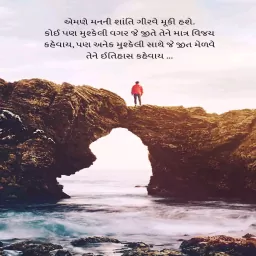 એમણે મનની શાંતિ ગીરવે મૂકી હશે.
કોઈ પણ મુશ્કેલી વગર જે જીતે તેને માત્ર વિજય
કહેવાય, પણ અનેક મુશ્કેલી સાથે જે જીત મેળવે
તેને ઈતિહાસ કહેવાય ...